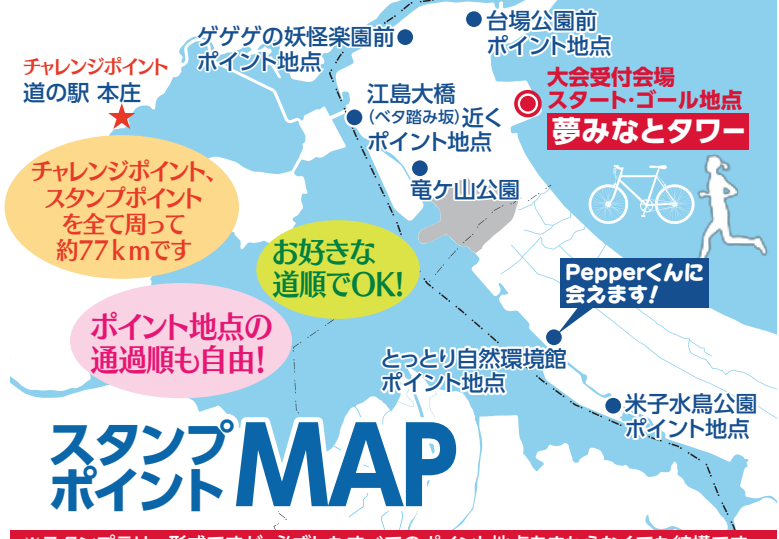 ゲゲゲの妖怪楽園前
ポイント地点
台場公園前
ポイント地点
チャレンジポイント
道の駅 本庄
江島大橋
(ベタ踏み坂)近く
ポイント地点
大会受付会場
スタート・ゴール地点
夢みなとタワー
竜ケ山公園
チャレンジポイント、
スタンプポイント
を全て周って
約77kmです
お好きな
道順でOK!
Pepperくんに
会えます!
ポイント地点の
通過順も自由!
とっとり自然環境館
ポイント地点
米子水鳥公園
ポイント地点
スタンプ
ポイントMAP